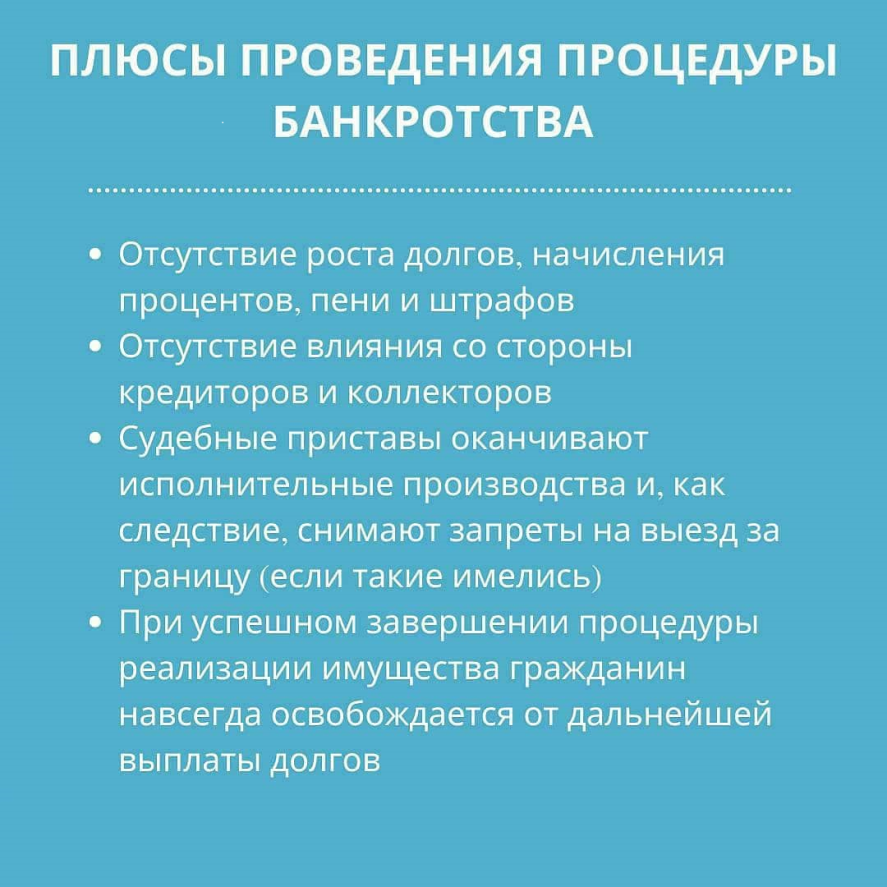 ПЛЮСЫ ПРОВЕДЕНИЯ ПРОЦЕДУРЫ
БАНКРОТСТВА
• Отсутствие роста долгов, начисления
процентов, пени и штрафов
• Отсутствие влияния со стороны
кредиторов и коллекторов
• Судебные приставы оканчивают
исполнительные производства и, как
следствие, снимают запреты на выезд за
границу (если такие имелись)
• При успешном завершении процедуры
реализации имущества гражданин
навсегда освобождается от дальнейшей
выплаты долгов